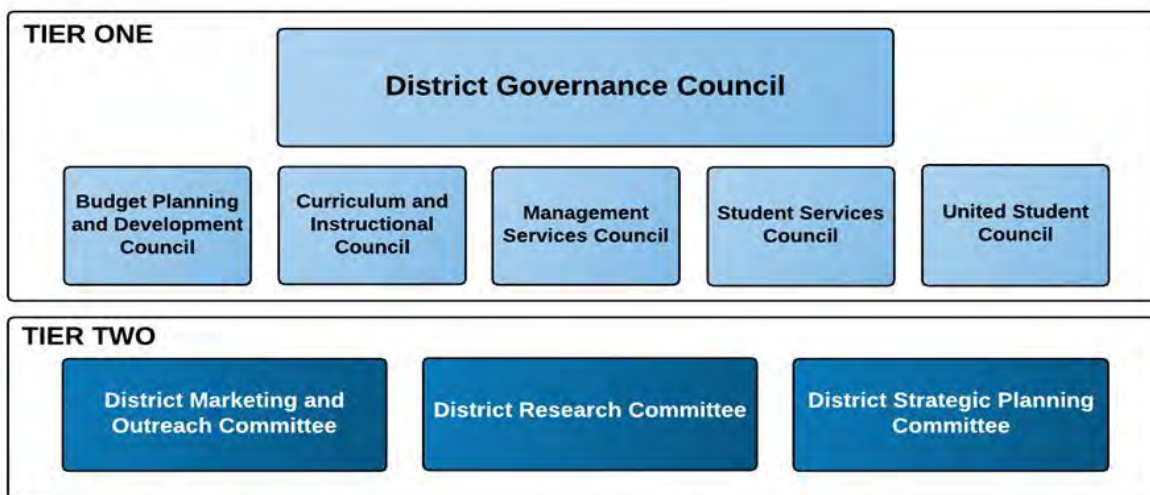 TIER ONE
District Governance Council
Budget Planning
and Development
Council
Curriculum and
Instructional
Council
Management
Services Council
Student Services
Council
United Student
Council
TIER TWO
District Marketing and
Outreach Committee
District Research Committee
District Strategic Planning
Committee